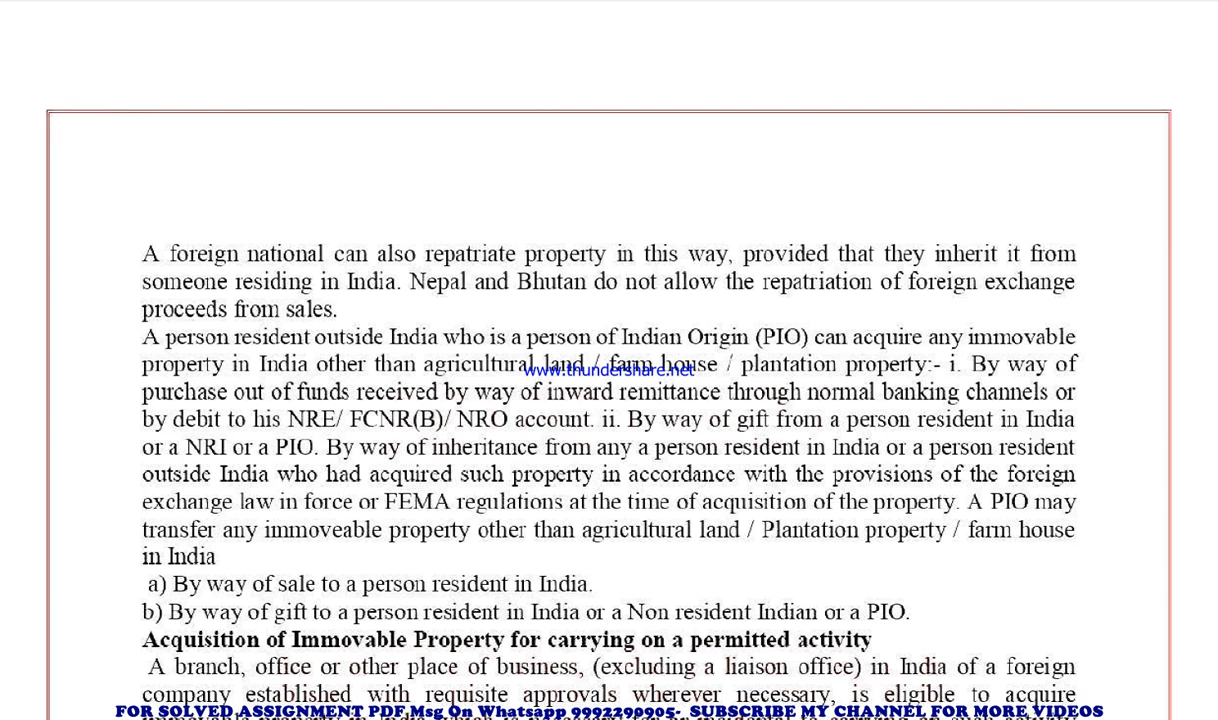 A foreign national can also repatriate property in this way, provided that they inherit it from
someone residing in India. Nepal and Bhutan do not allow the repatriation of foreign exchange
proceeds from sales.
A person resident outside India who is a person of Indian Origin (PIO) can acquire any immovable
property in India other than agricultural land / farm house / plantation property:- i. By way of
www.thundershare.net
purchase out of funds received by way of inward remittance through normal banking channels or
by debit to his NRE/ FCNR(B)/ NRO account. ii. By way of gift from a person resident in India
or a NRI or a PIO. By way of inheritance from any a person resident in India or a person resident
outside India who had acquired such property in accordance with the provisions of the foreign
exchange law in force or FEMA regulations at the time of acquisition of the property. A PIO may
transfer any immoveable property other than agricultural land / Plantation property / farm house
in India
a) By way of sale to a person resident in India.
b) By way of gift to a person resident in India or a Non resident Indian or a PIO.
Acquisition of Immovable Property for carrying on a permitted activity
A branch, office or other place of business, (excluding a liaison office) in India of a foreign
company established with requisite approvals wherever necessary, is eligible to acquire
FOR SOLVED ASSIGNMENT PDF,Msg On Whatsapp 9992290905- SUBSCRIBE MY CHANNEL FOR MORE VIDEOS